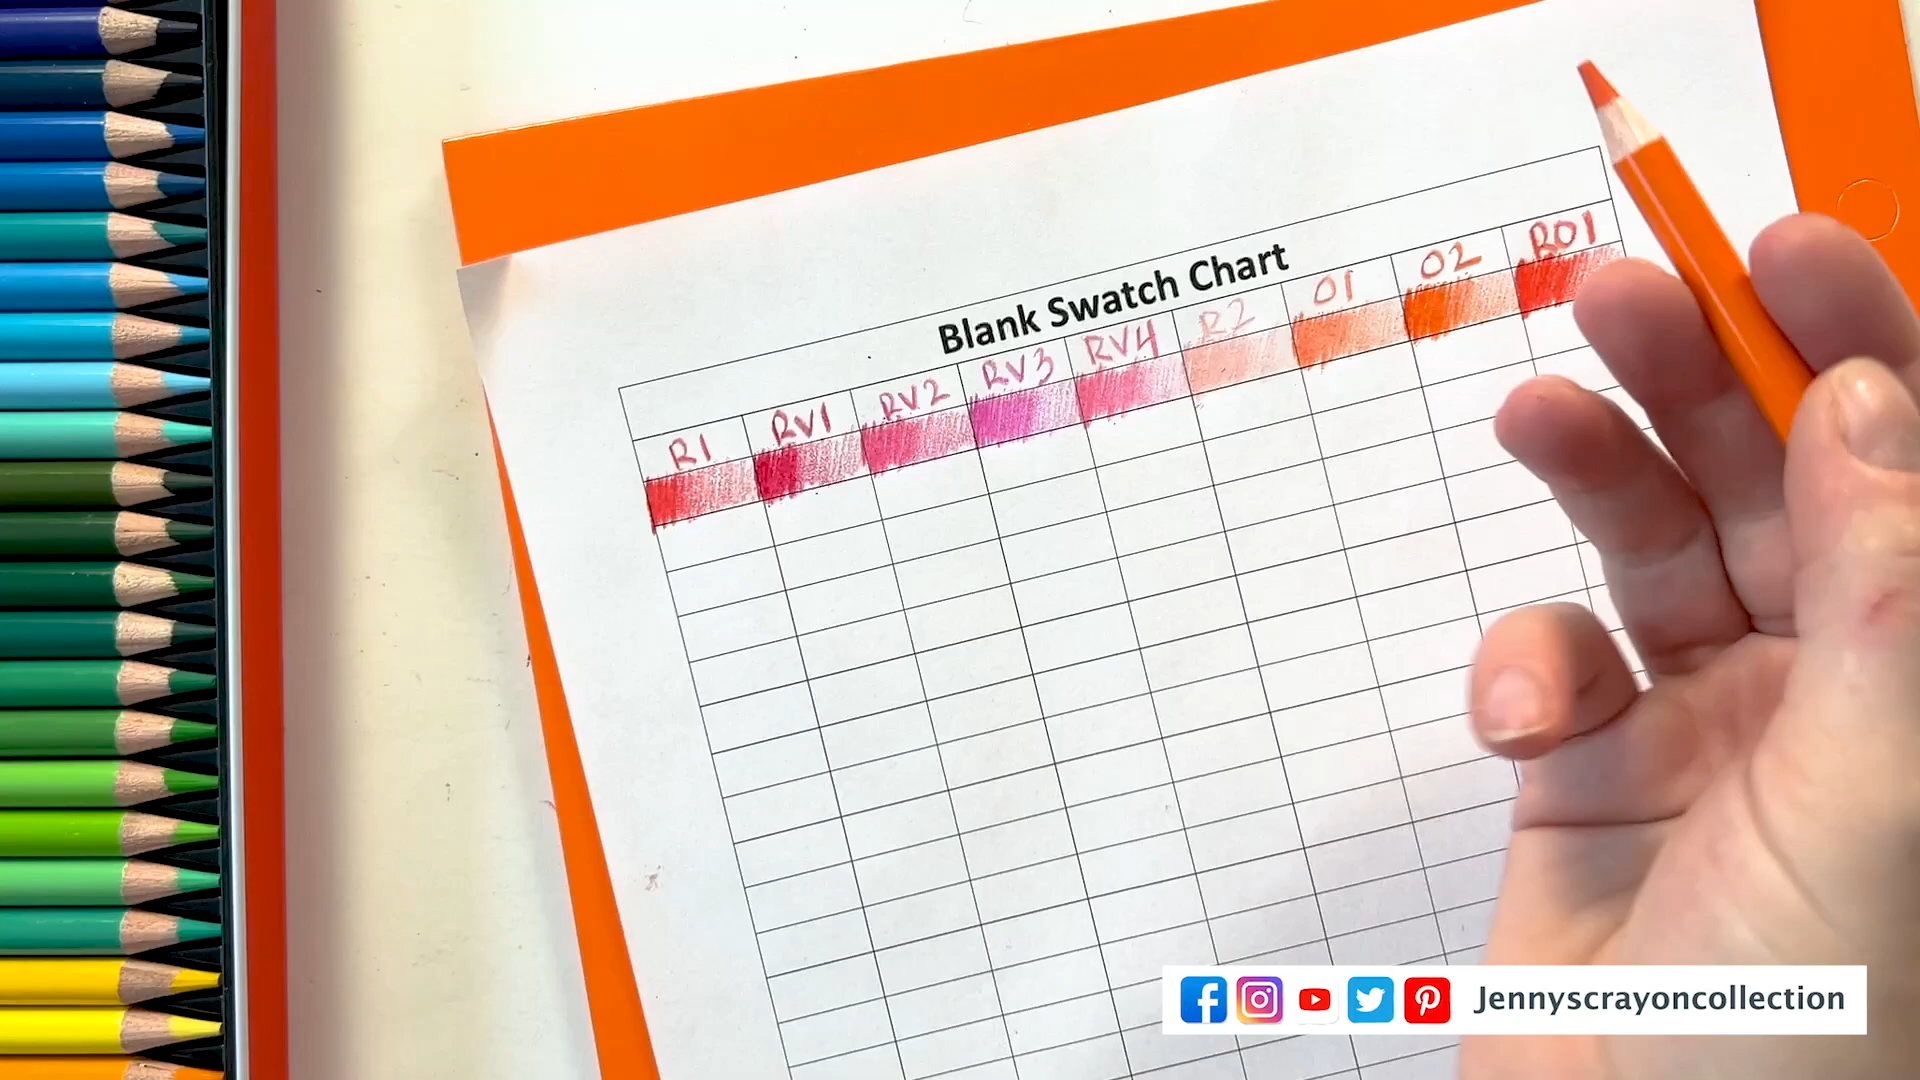 Blank Swatch Chart
R1 RV1 RV2 RV3 RV4 R2 O1 O2 RO1
Jennyscrayoncollection